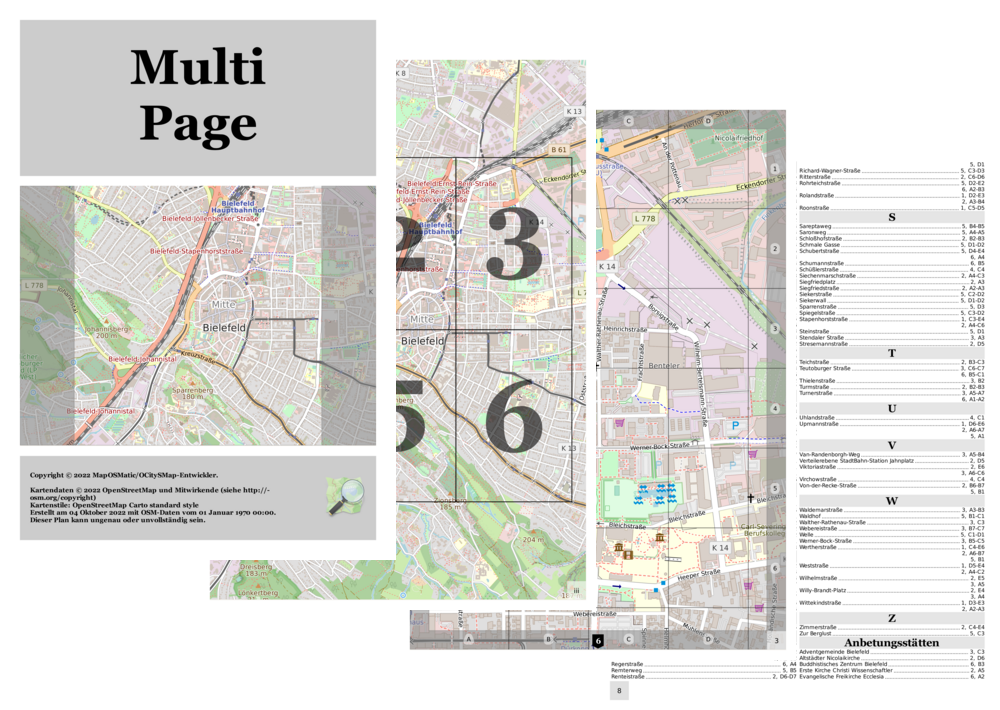 Multi
Page
Bielefeld
Hauptbahnhof
Bielefeld-Jöllenbecker Straße
Bielefeld-Stapenhorststraße
L 778
Johannisberg
200 m
Mitte
Bielefeld
Bielefeld-Johannistal
Kreuzstraße
Sparrenberg
180 m
Bielefeld-Johannistal
Copyright © 2022 MapOSMatic/OCitySMap-Entwickler.
Kartendaten © 2022 OpenStreetMap und Mitwirkende (siehe http://-
osm.org/copyright)
Kartenstile: OpenStreetMap Carto standard style
Erstellt am 04 Oktober 2022 mit OSM-Daten vom 01 Januar 1970 00:00.
Dieser Plan kann ungenau oder unvollständig sein.
K 8
K 13
B 61
Bielefeld-Ernst-Rein-Straße
Eckendorfer
Bielefeld
Hauptbahnhof
K 14
2
3
Mitte
Bielefeld
5
6
K 13
185 m
204 m
Dreisberg
183 m
Lonkertberg
iii
C
D
Nicolaifriedhof
An der Pottenau
1
Eckendorfer
L 778
2
K 14
Walther-Rathenau-Straße
Borsigstraße
Heinrichstraße
3
Wilhelm-Bertelsmann-Straße
Benteler
4
P
Werner-Bock-Straße
P
5
Bleichstraße
Bleichstraße
Carl-Severing
Berufskolleg
K 14
6
Heeper Straße
Webereistraße
A
B
6
C
D
3
5, D1
Richard-Wagner-Straße 5, C3-D3
Ritterstraße 2, C6-D6
Rohrteichstraße 5, D2-E2
6, A2-B3
Rolandstraße 1, D2-E3
2, A3-B4
Roonstraße 1, C5-D5
S
Sareptaweg 5, B4-B5
Saronweg 5, A4-A5
Schloßhofstraße 2, B2-B3
Schmale Gasse 5, D1-D2
Schubertstraße 5, D4-E4
6, A4
Schumannstraße 6, B5
Schüßlerstraße 4, C4
Siechenmarschstraße 2, A4-C3
Siegfriedplatz 2, A3
Siegfriedstraße 2, A2-A3
Siekerstraße 5, C2-D2
Siekerwall 5, D1-D2
Sparrenstraße 5, D3
Spiegelstraße 5, C3-D2
Stapenhorststraße 1, C3-E4
2, A4-C6
Steinstraße 5, D1
Stendaler Straße 3, A3
Stresemannstraße 2, D5
T
Teichstraße 2, B3-C3
Teutoburger Straße 3, C6-C7
6, B5-C1
Thielenstraße 3, B2
Turmstraße 2, B2-B3
Turnerstraße 3, A5-A7
6, A1-A2
U
Uhlandstraße 4, C1
Upmannstraße 1, D6-E6
2, A6-A7
5, A1
V
Van-Randenborgh-Weg 3, A5-B4
Verteilerebene StadtBahn-Station Jahnplatz 2, D5
Viktoriastraße 2, E6
3, A6-C6
Vorwerckstraße 4, C4
Von-der-Recke-Straße 2, B6-B7
5, B1
W
Waldemarstraße 3, A3-B3
Waldhof 5, B1-C1
Walther-Rathenau-Straße 3, C3
Webereistraße 3, B7-C7
Welle 5, C1-D1
Werner-Bock-Straße 3, B5-C5
Wertherstraße 1, C4-E6
2, A6-B7
5, B1
Weststraße 1, D5-E4
2, A4-C2
Wilhelmstraße 2, E5
3, A5
Willy-Brandt-Platz 2, E4
3, A4
Wittekindstraße 1, D3-E3
2, A2-A3
Z
Zimmerstraße 2, C4-E4
Zur Berglust 5, C3
Anbetungsstätten
Adventgemeinde Bielefeld 3, C3
Altstädter Nicolaikirche 2, D6
Buddhistisches Zentrum Bielefeld 6, B3
Erste Kirche Christi Wissenschaftler 2, A5
Evangelische Freikirche Ecclesia 6, A2
Regerstraße 6, A4
Remterweg 5, B5
Renteistraße 2, D6-D7
8